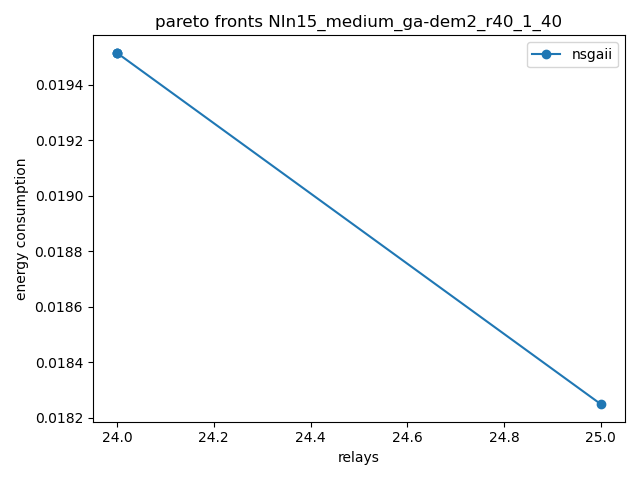 pareto fronts NIn15_medium_ga-dem2_r40_1_40
nsgaii
energy consumption
0.0194
0.0192
0.0190
0.0188
0.0186
0.0184
0.0182
24.0 24.2 24.4 24.6 24.8 25.0
relays